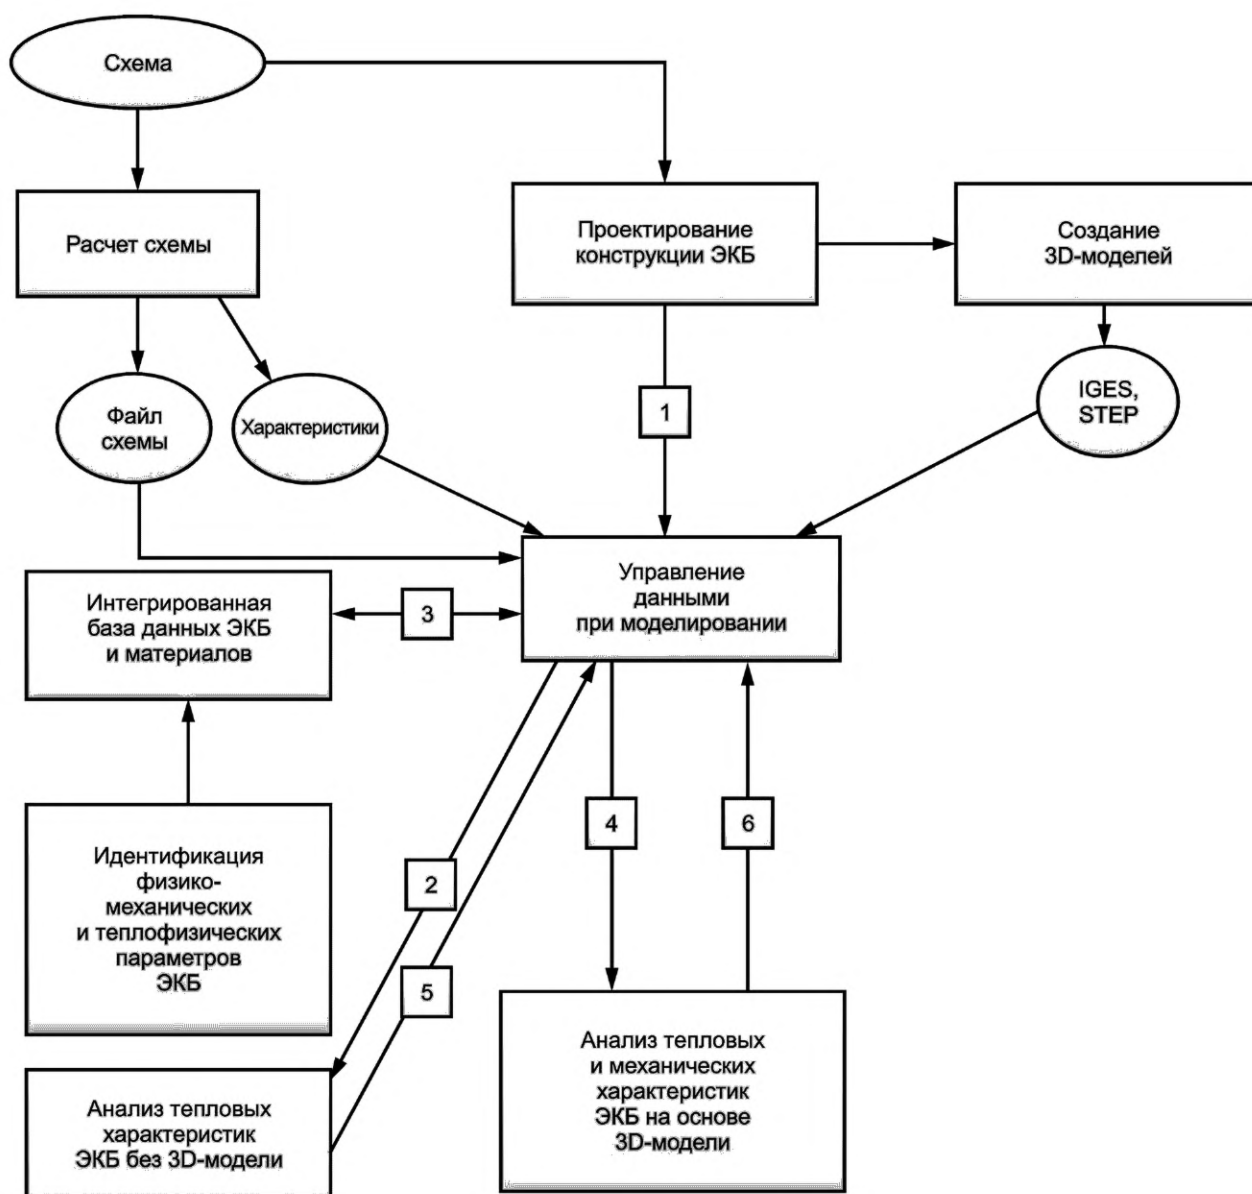 Схема
Расчет схемы
Проектирование
конструкции ЭКБ
Создание
3D-моделей
Файл
схемы
Характеристики
1
IGES,
STEP
Управление
данными
при моделировании
Интегрированная
база данных ЭКБ
и материалов
3
Идентификация
физико-
механических
и теплофизических
параметров
ЭКБ
2
5
4
6
Анализ тепловых
характеристик
ЭКБ без 3D-модели
Анализ тепловых
и механических
характеристик
ЭКБ на основе
3D-модели